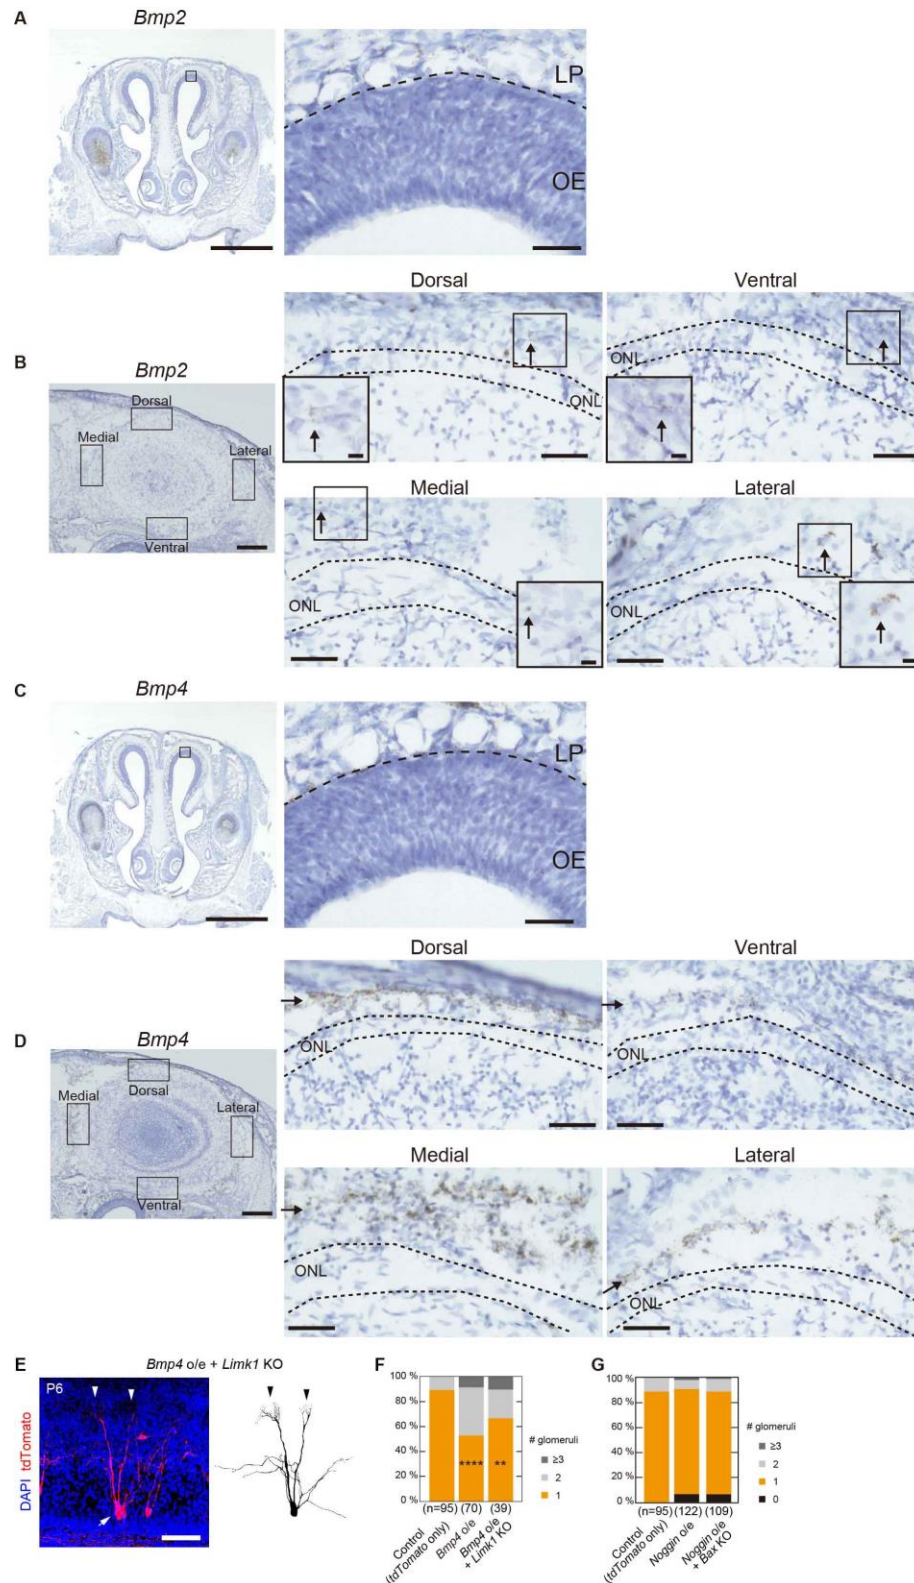 A
Bmp2
LP
OE
Dorsal
Ventral
B
Bmp2
Dorsal
Medial
Lateral
Ventral
ONL
ONL
Medial
Lateral
ONL
ONL
C
Bmp4
LP
OE
Dorsal
Ventral
D
Bmp4
Dorsal
Medial
Lateral
Ventral
ONL
ONL
Medial
Lateral
ONL
ONL
E
Bmp4 o/e + Limk1 KO
P6
DAPI tdTomato
F
100 %
80 %
60 %
40 %
20 %
0 %
**** **
(n=95) (70) (39)
Control
(tdTomato only)
Bmp4 o/e
Bmp4 o/e
+ Limk1 KO
# glomeruli
≥3
2
1
G
100 %
80 %
60 %
40 %
20 %
0 %
(n=95) (122) (109)
Control
(tdTomato only)
Noggin o/e
Noggin o/e
+ Bax KO
# glomeruli
≥3
2
1
0